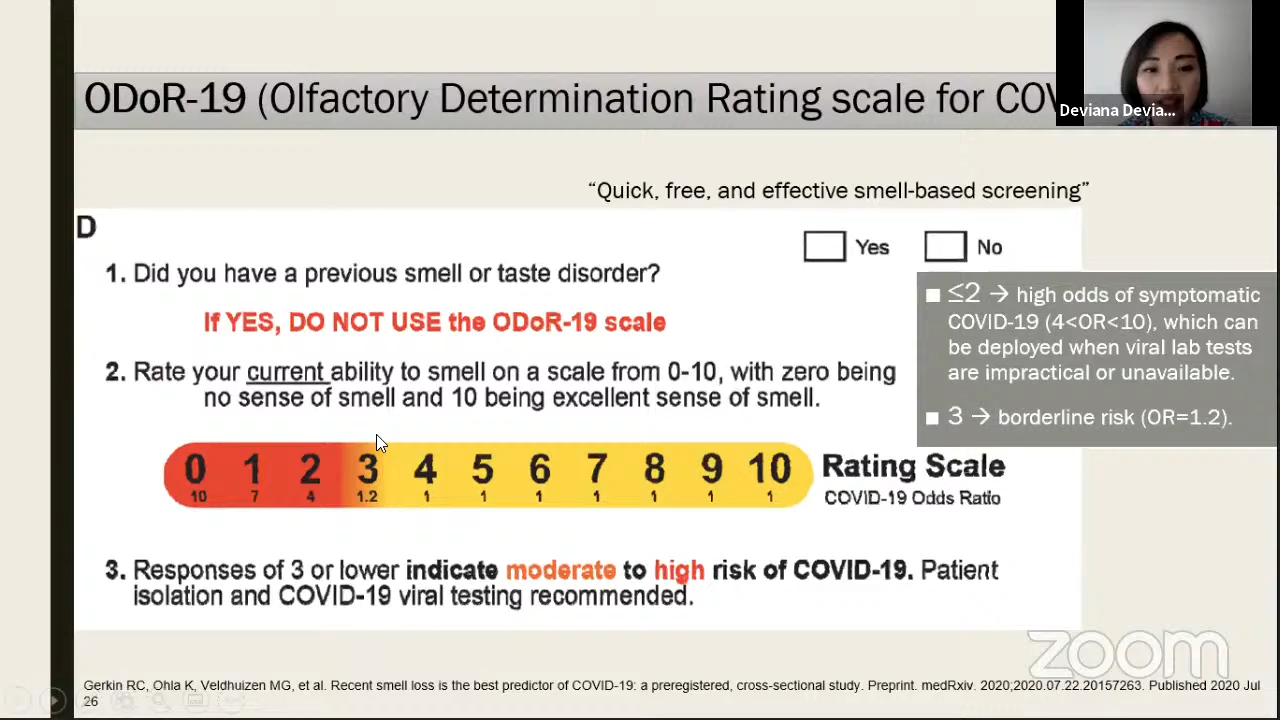 ODoR-19 (Olfactory Determination Rating scale for COV
Deviana Devia...
“Quick, free, and effective smell-based screening”
D
Yes No
1. Did you have a previous smell or taste disorder?
If YES, DO NOT USE the ODoR-19 scale
2. Rate your current ability to smell on a scale from 0-10, with zero being
no sense of smell and 10 being excellent sense of smell.
■ ≤2 → high odds of symptomatic
COVID-19 (4<OR<10), which can
be deployed when viral lab tests
are impractical or unavailable.
■ 3 → borderline risk (OR=1.2).
0 1 2 3 4 5 6 7 8 9 10 Rating Scale
10 7 4 1.2 1 1 1 1 1 1 1 COVID-19 Odds Ratio
3. Responses of 3 or lower indicate moderate to high risk of COVID-19. Patient
isolation and COVID-19 viral testing recommended.
zoom
Gerkin RC, Ohla K, Veldhuizen MG, et al. Recent smell loss is the best predictor of COVID-19: a preregistered, cross-sectional study. Preprint. medRxiv. 2020;2020.07.22.20157263. Published 2020 Jul
26